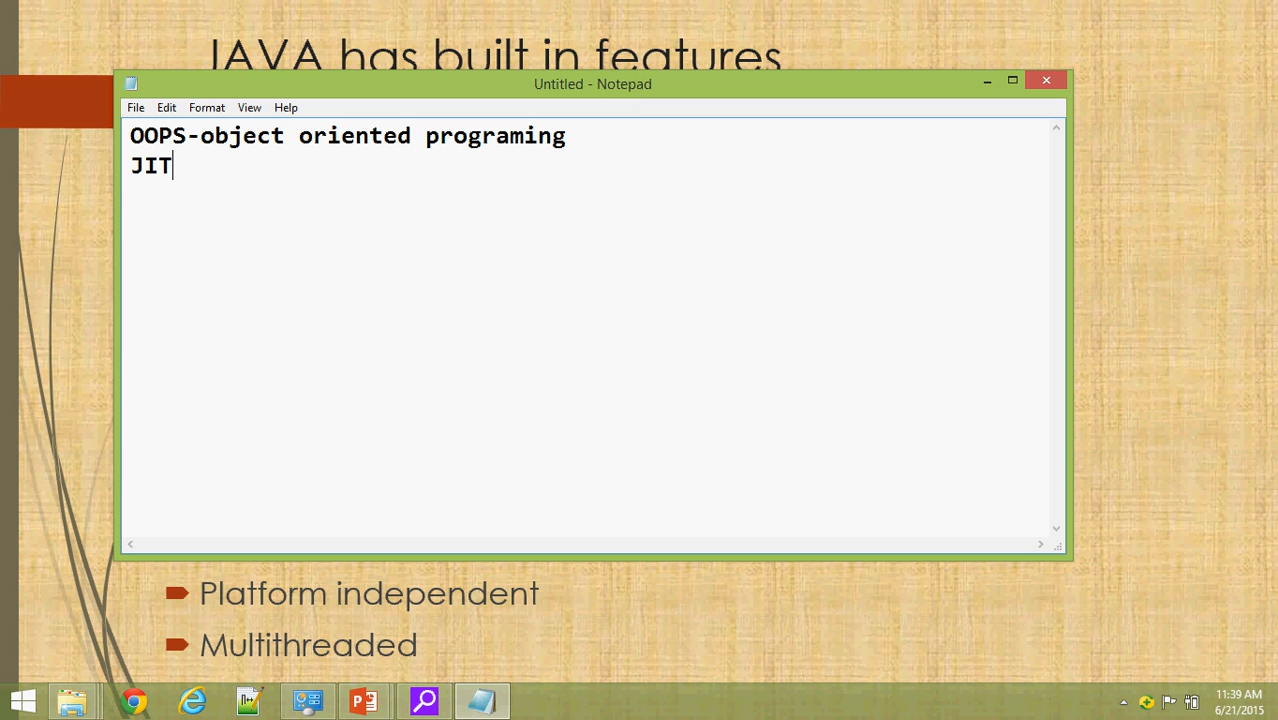 JAVA has built in features
Untitled - Notepad
File Edit Format View Help
OOPS-object oriented programing
JIT
Platform independent
Multithreaded
11:39 AM
6/21/2015